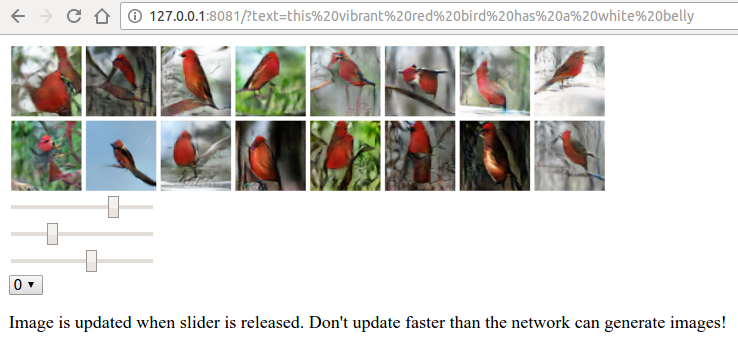 127.0.0.1:8081/?text=this%20vibrant%20red%20bird%20has%20a%20white%20belly
0
Image is updated when slider is released. Don't update faster than the network can generate images!